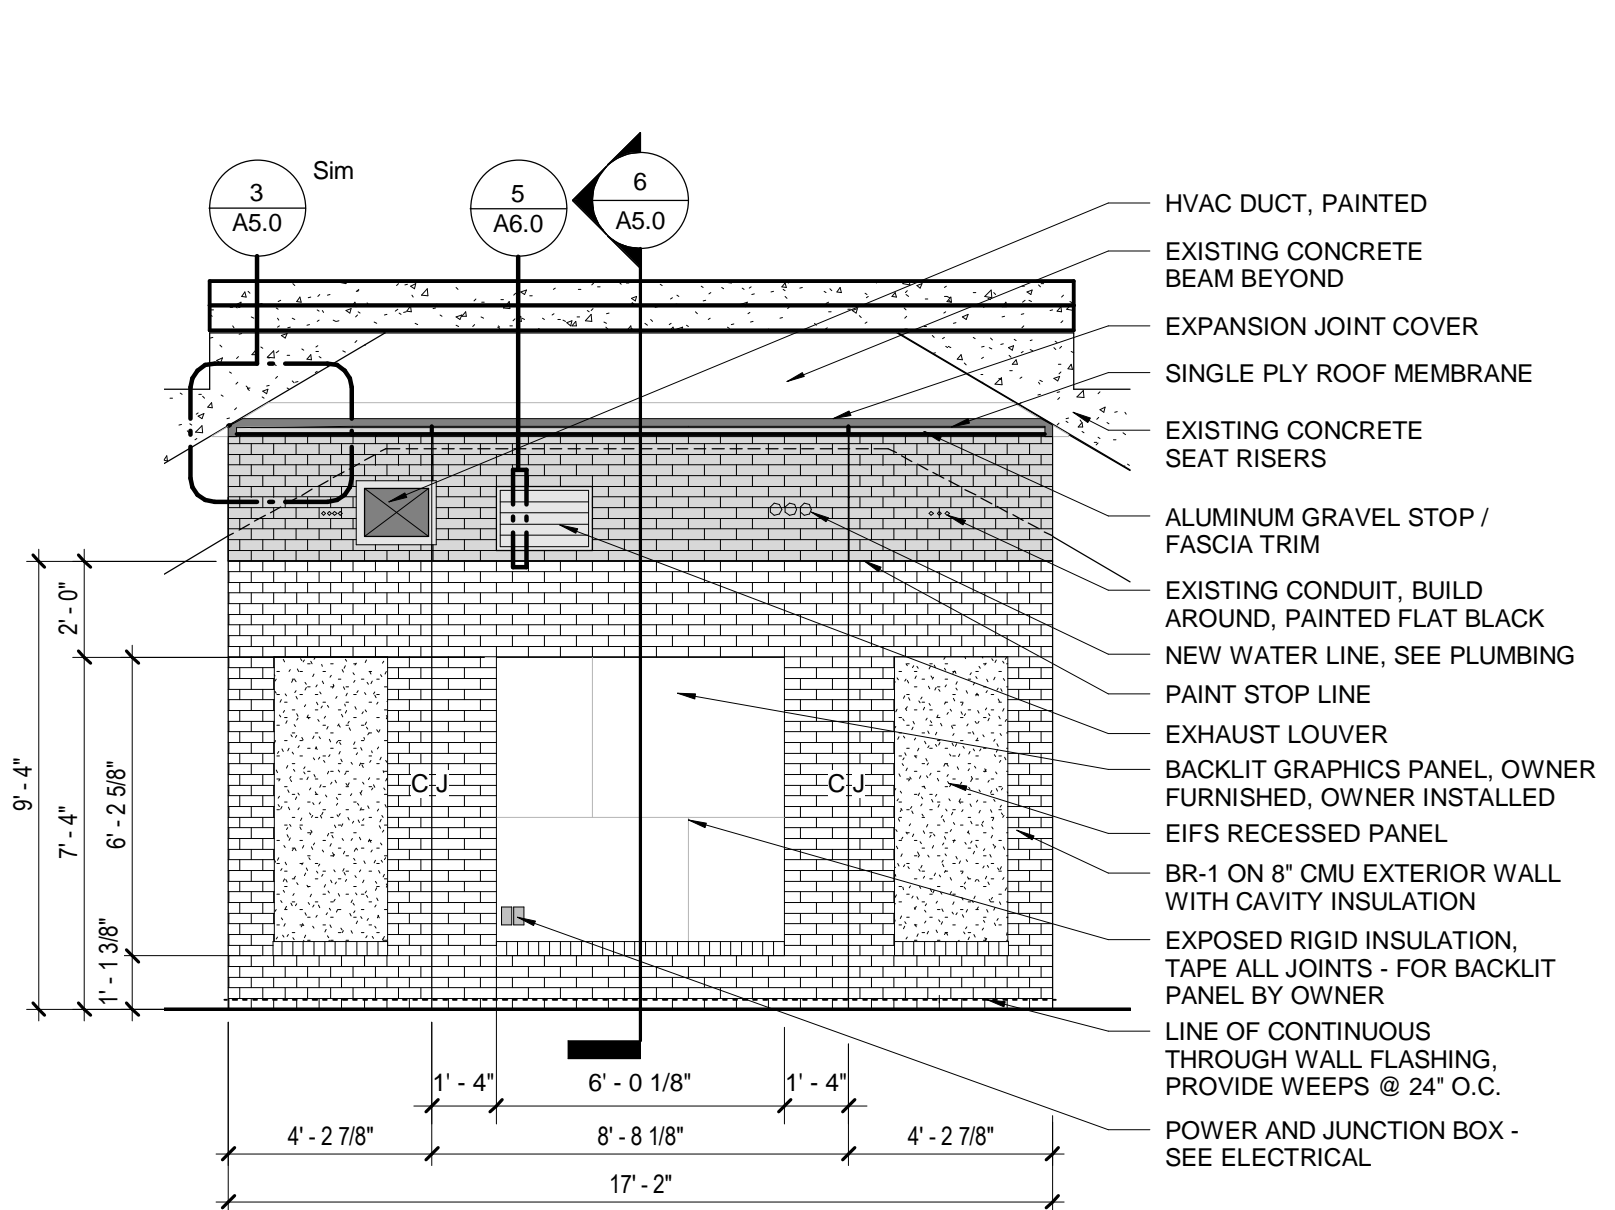 Sim
3
A5.0
5
A6.0
6
A5.0
HVAC DUCT, PAINTED
EXISTING CONCRETE
BEAM BEYOND
EXPANSION JOINT COVER
SINGLE PLY ROOF MEMBRANE
EXISTING CONCRETE
SEAT RISERS
ALUMINUM GRAVEL STOP /
FASCIA TRIM
EXISTING CONDUIT, BUILD
AROUND, PAINTED FLAT BLACK
NEW WATER LINE, SEE PLUMBING
PAINT STOP LINE
EXHAUST LOUVER
BACKLIT GRAPHICS PANEL, OWNER
FURNISHED, OWNER INSTALLED
EIFS RECESSED PANEL
BR-1 ON 8" CMU EXTERIOR WALL
WITH CAVITY INSULATION
EXPOSED RIGID INSULATION,
TAPE ALL JOINTS - FOR BACKLIT
PANEL BY OWNER
LINE OF CONTINUOUS
THROUGH WALL FLASHING,
PROVIDE WEEPS @ 24" O.C.
POWER AND JUNCTION BOX -
SEE ELECTRICAL
9' - 4"
2' - 0"
7' - 4"
6' - 2 5/8"
1' - 1 3/8"
C J
C J
1' - 4"
6' - 0 1/8"
1' - 4"
4' - 2 7/8"
8' - 8 1/8"
4' - 2 7/8"
17' - 2"